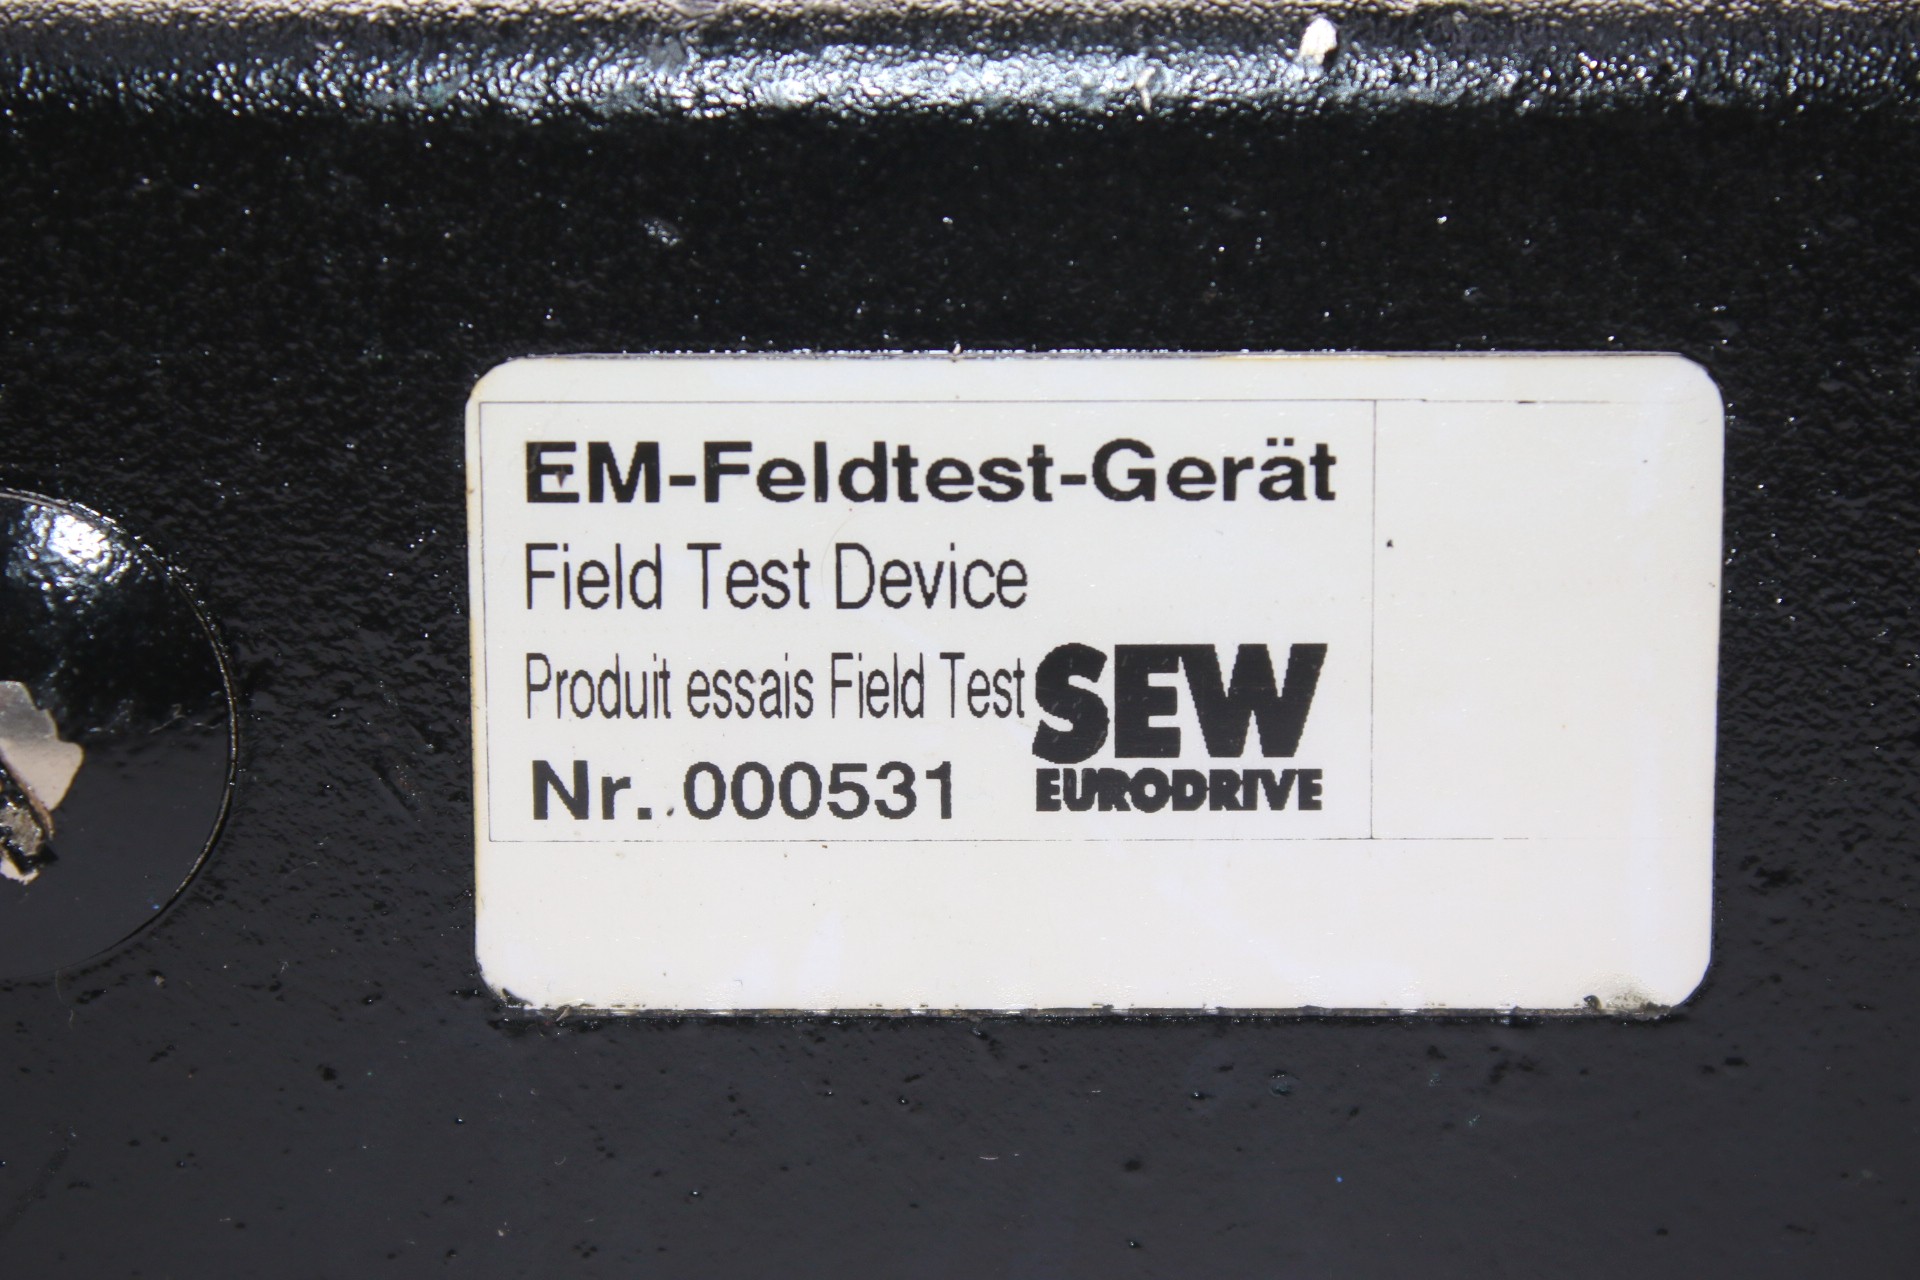 EM-Feldtest-Gerät
Field Test Device
Produit essais Field Test
SEW
Nr. 000531
EURODRIVE